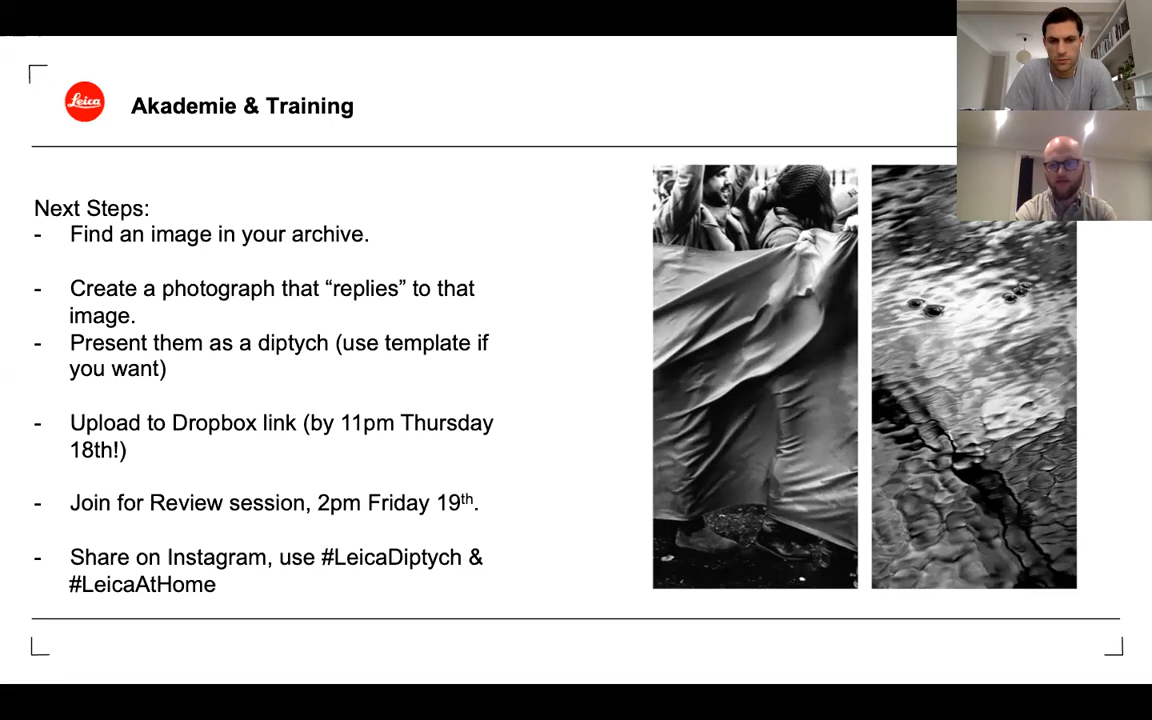 Leica
Akademie & Training
Next Steps:
- Find an image in your archive.
- Create a photograph that “replies” to that
image.
- Present them as a diptych (use template if
you want)
- Upload to Dropbox link (by 11pm Thursday
18th!)
- Join for Review session, 2pm Friday 19th.
- Share on Instagram, use #LeicaDiptych &
#LeicaAtHome